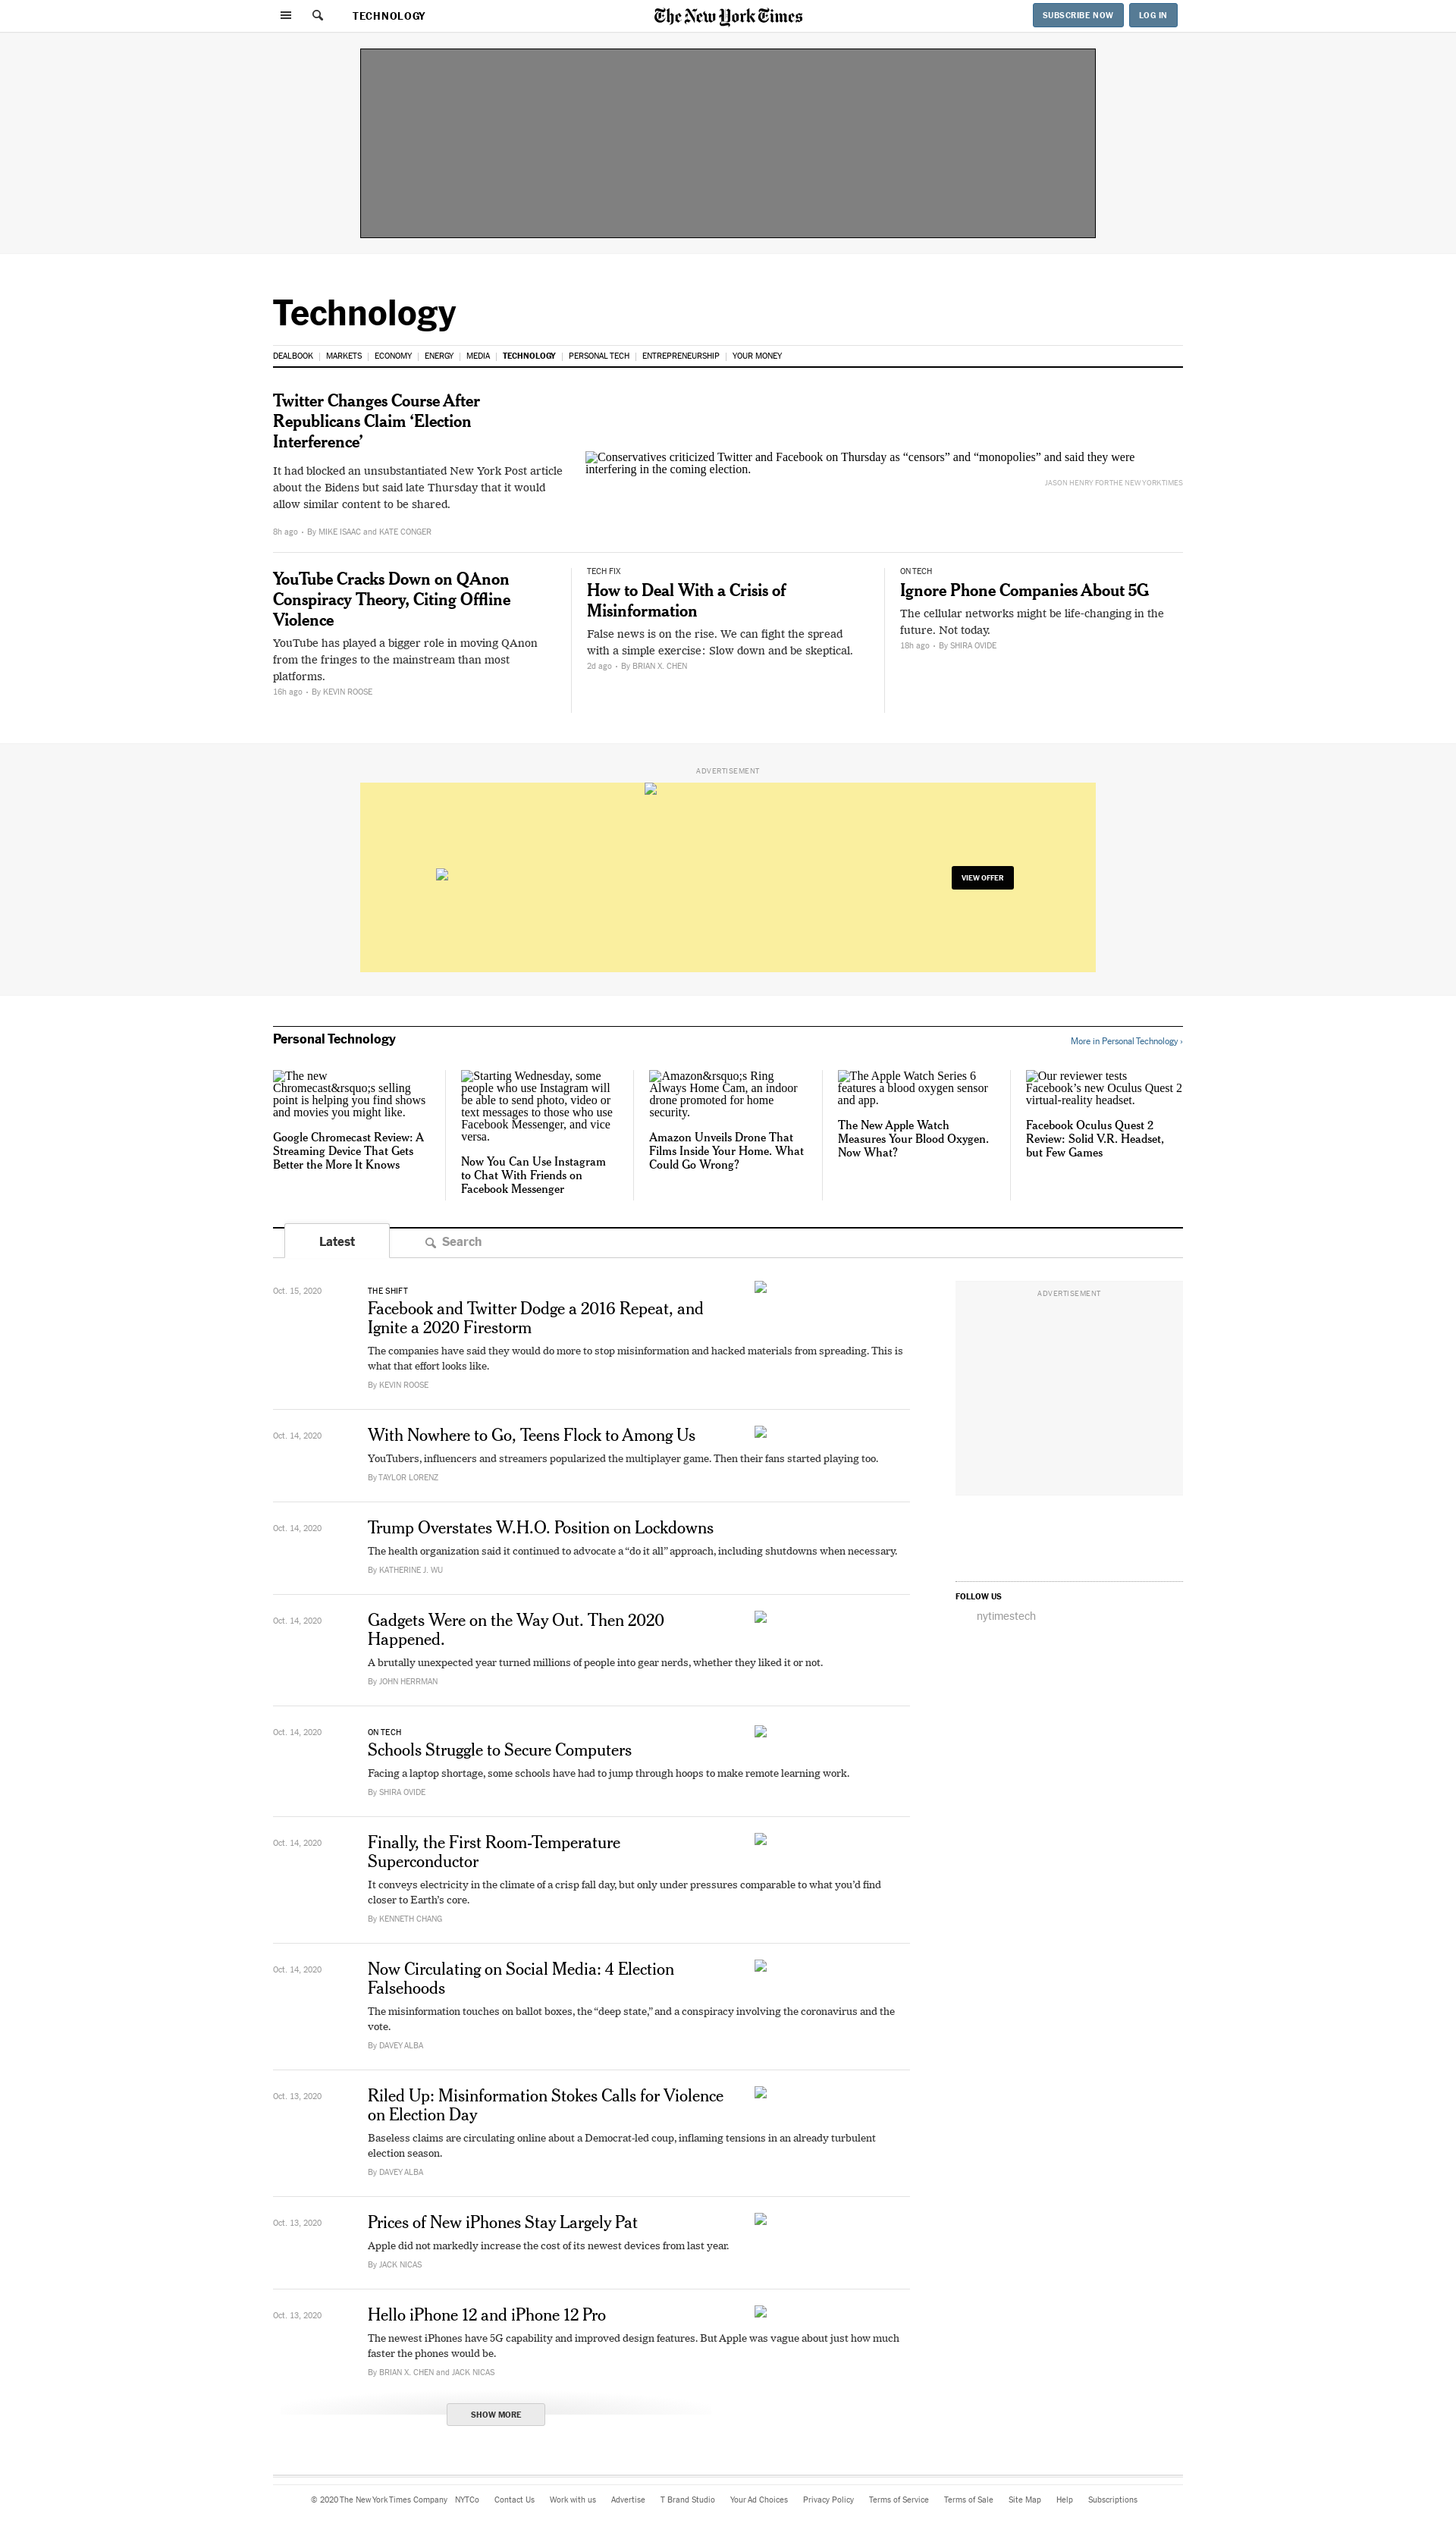 TECHNOLOGY
The New York Times
SUBSCRIBE NOW
LOG IN
Technology
DEALBOOK | MARKETS | ECONOMY | ENERGY | MEDIA | TECHNOLOGY | PERSONAL TECH | ENTREPRENEURSHIP | YOUR MONEY
Twitter Changes Course After
Republicans Claim ‘Election
Interference’
It had blocked an unsubstantiated New York Post article
about the Bidens but said late Thursday that it would
allow similar content to be shared.
8h ago • By MIKE ISAAC and KATE CONGER
Conservatives criticized Twitter and Facebook on Thursday as “censors” and “monopolies” and said they were
interfering in the coming election.
JASON HENRY FOR THE NEW YORK TIMES
YouTube Cracks Down on QAnon
Conspiracy Theory, Citing Offline
Violence
YouTube has played a bigger role in moving QAnon
from the fringes to the mainstream than most
platforms.
16h ago • By KEVIN ROOSE
TECH FIX
How to Deal With a Crisis of
Misinformation
False news is on the rise. We can fight the spread
with a simple exercise: Slow down and be skeptical.
2d ago • By BRIAN X. CHEN
ON TECH
Ignore Phone Companies About 5G
The cellular networks might be life-changing in the
future. Not today.
18h ago • By SHIRA OVIDE
ADVERTISEMENT
VIEW OFFER
Personal Technology
More in Personal Technology ›
The new
Chromecast&rsquo;s selling
point is helping you find shows
and movies you might like.
Google Chromecast Review: A
Streaming Device That Gets
Better the More It Knows
Starting Wednesday, some
people who use Instagram will
be able to send photo, video or
text messages to those who use
Facebook Messenger, and vice
versa.
Now You Can Use Instagram
to Chat With Friends on
Facebook Messenger
Amazon&rsquo;s Ring
Always Home Cam, an indoor
drone promoted for home
security.
Amazon Unveils Drone That
Films Inside Your Home. What
Could Go Wrong?
The Apple Watch Series 6
features a blood oxygen sensor
and app.
The New Apple Watch
Measures Your Blood Oxygen.
Now What?
Our reviewer tests
Facebook’s new Oculus Quest 2
virtual-reality headset.
Facebook Oculus Quest 2
Review: Solid V.R. Headset,
but Few Games
Latest
Search
Oct. 15, 2020
THE SHIFT
Facebook and Twitter Dodge a 2016 Repeat, and
Ignite a 2020 Firestorm
The companies have said they would do more to stop misinformation and hacked materials from spreading. This is
what that effort looks like.
By KEVIN ROOSE
ADVERTISEMENT
Oct. 14, 2020
With Nowhere to Go, Teens Flock to Among Us
YouTubers, influencers and streamers popularized the multiplayer game. Then their fans started playing too.
By TAYLOR LORENZ
Oct. 14, 2020
Trump Overstates W.H.O. Position on Lockdowns
The health organization said it continued to advocate a “do it all” approach, including shutdowns when necessary.
By KATHERINE J. WU
FOLLOW US
nytimestech
Oct. 14, 2020
Gadgets Were on the Way Out. Then 2020
Happened.
A brutally unexpected year turned millions of people into gear nerds, whether they liked it or not.
By JOHN HERRMAN
Oct. 14, 2020
ON TECH
Schools Struggle to Secure Computers
Facing a laptop shortage, some schools have had to jump through hoops to make remote learning work.
By SHIRA OVIDE
Oct. 14, 2020
Finally, the First Room-Temperature
Superconductor
It conveys electricity in the climate of a crisp fall day, but only under pressures comparable to what you’d find
closer to Earth’s core.
By KENNETH CHANG
Oct. 14, 2020
Now Circulating on Social Media: 4 Election
Falsehoods
The misinformation touches on ballot boxes, the “deep state,” and a conspiracy involving the coronavirus and the
vote.
By DAVEY ALBA
Oct. 13, 2020
Riled Up: Misinformation Stokes Calls for Violence
on Election Day
Baseless claims are circulating online about a Democrat-led coup, inflaming tensions in an already turbulent
election season.
By DAVEY ALBA
Oct. 13, 2020
Prices of New iPhones Stay Largely Pat
Apple did not markedly increase the cost of its newest devices from last year.
By JACK NICAS
Oct. 13, 2020
Hello iPhone 12 and iPhone 12 Pro
The newest iPhones have 5G capability and improved design features. But Apple was vague about just how much
faster the phones would be.
By BRIAN X. CHEN and JACK NICAS
SHOW MORE
© 2020 The New York Times Company NYTCo Contact Us Work with us Advertise T Brand Studio Your Ad Choices Privacy Policy Terms of Service Terms of Sale Site Map Help Subscriptions